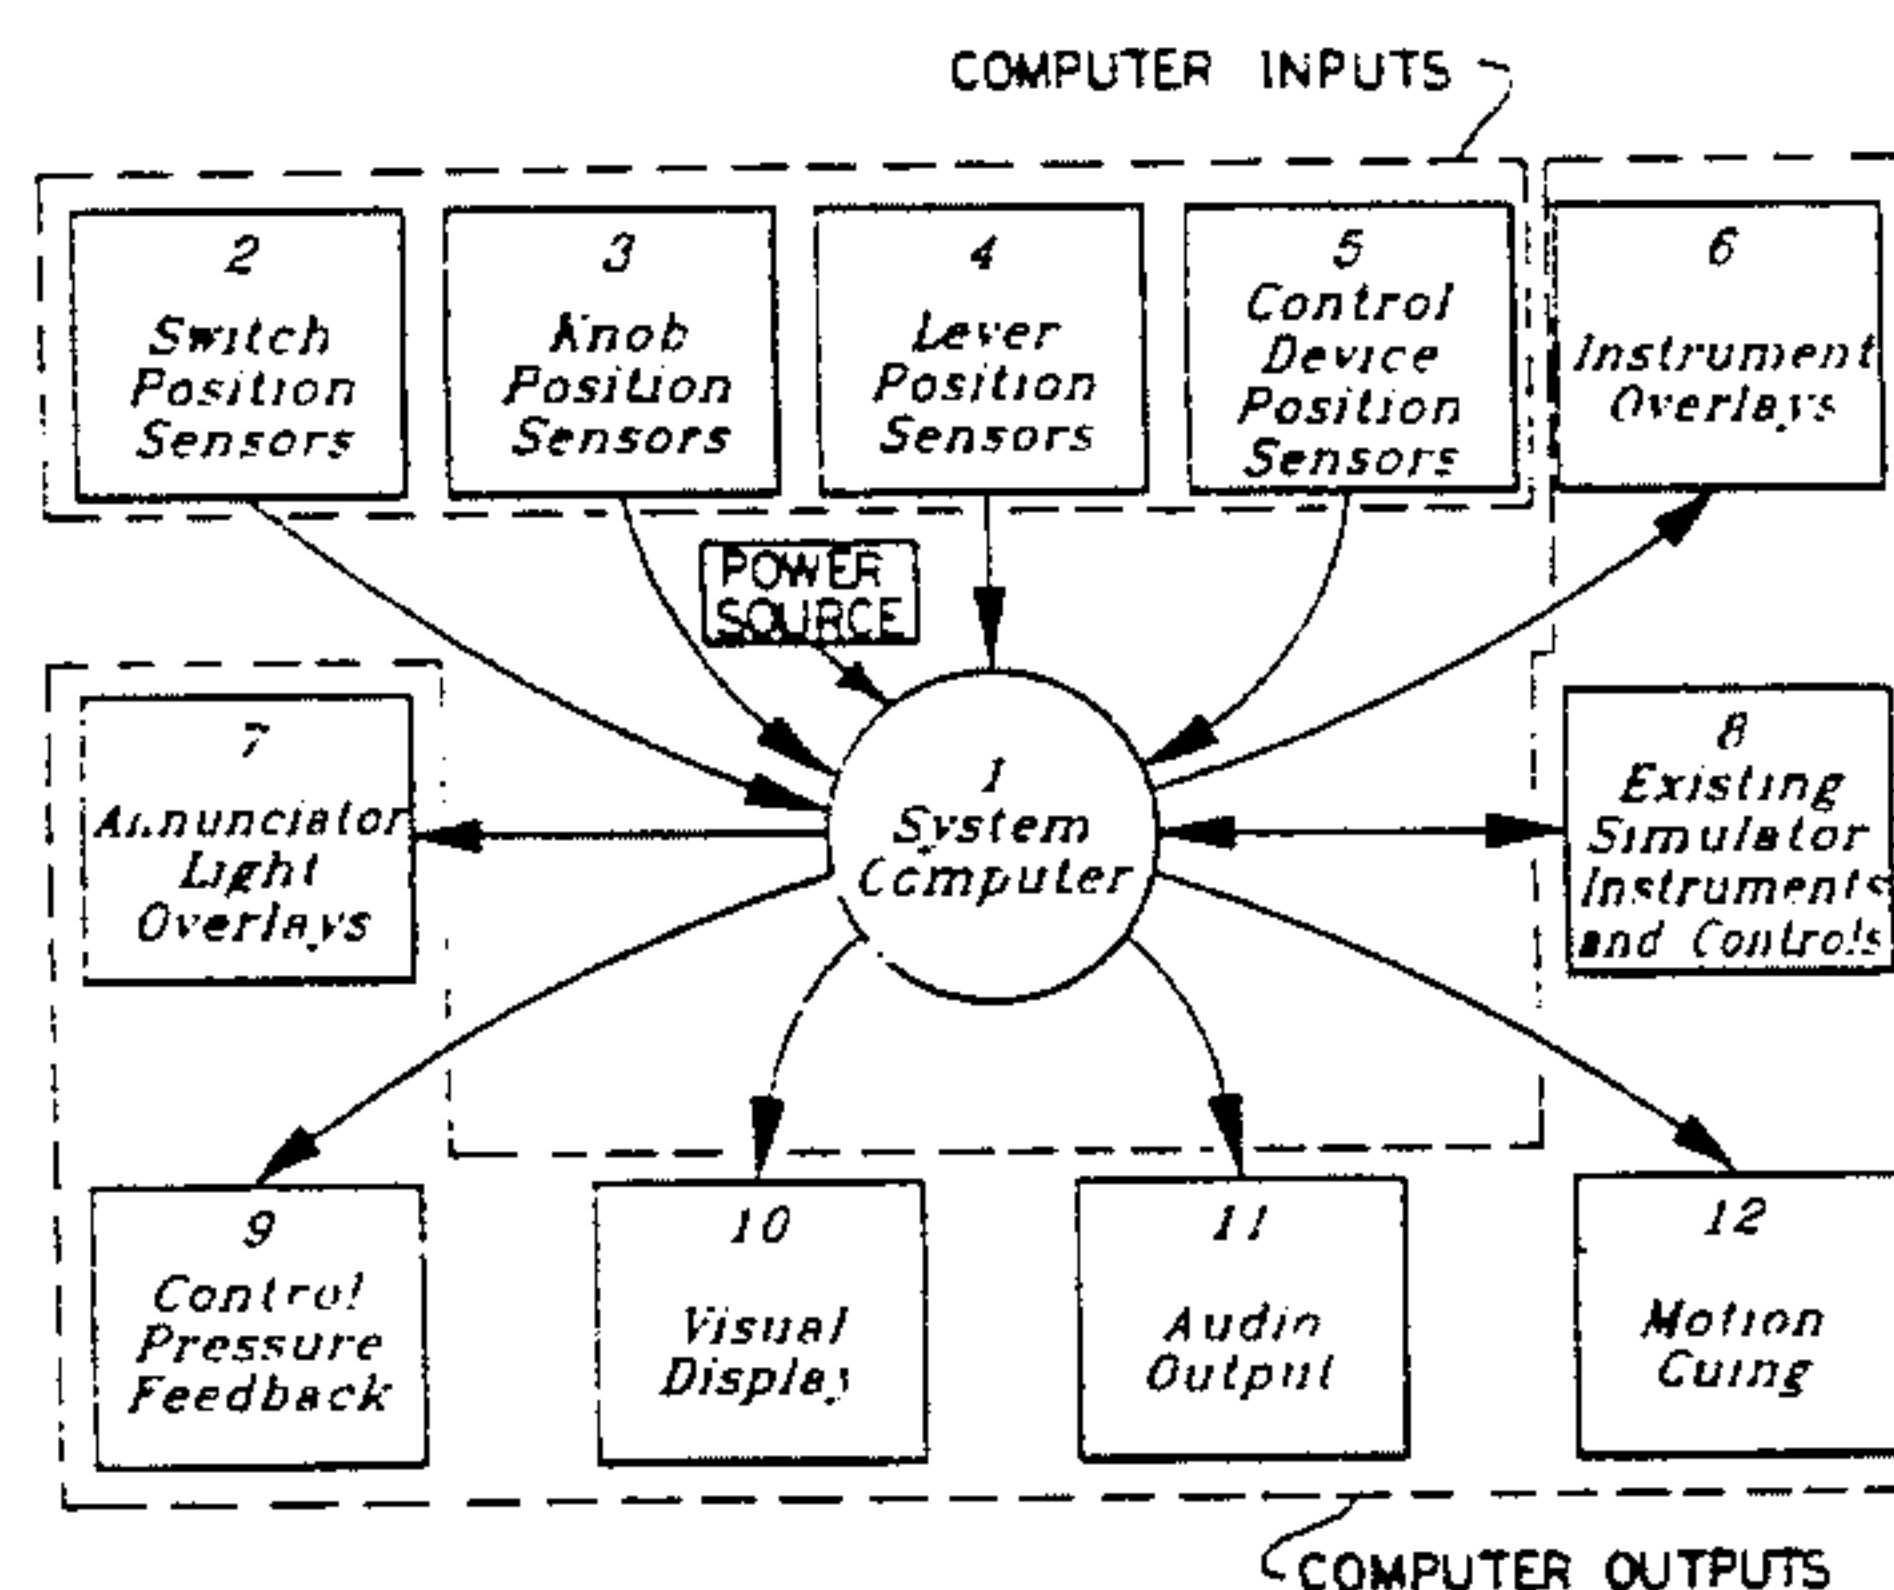 COMPUTER INPUTS
2
Switch
Position
Sensors
3
Knob
Position
Sensors
4
Lever
Position
Sensors
5
Control
Device
Position
Sensors
6
Instrument
Overlays
POWER
SOURCE
7
Annunciator
Light
Overlays
1
System
Computer
8
Existing
Simulator
Instruments
and Controls
9
Control
Pressure
Feedback
10
Visual
Display
11
Audio
Output
12
Motion
Cuing
COMPUTER OUTPUTS